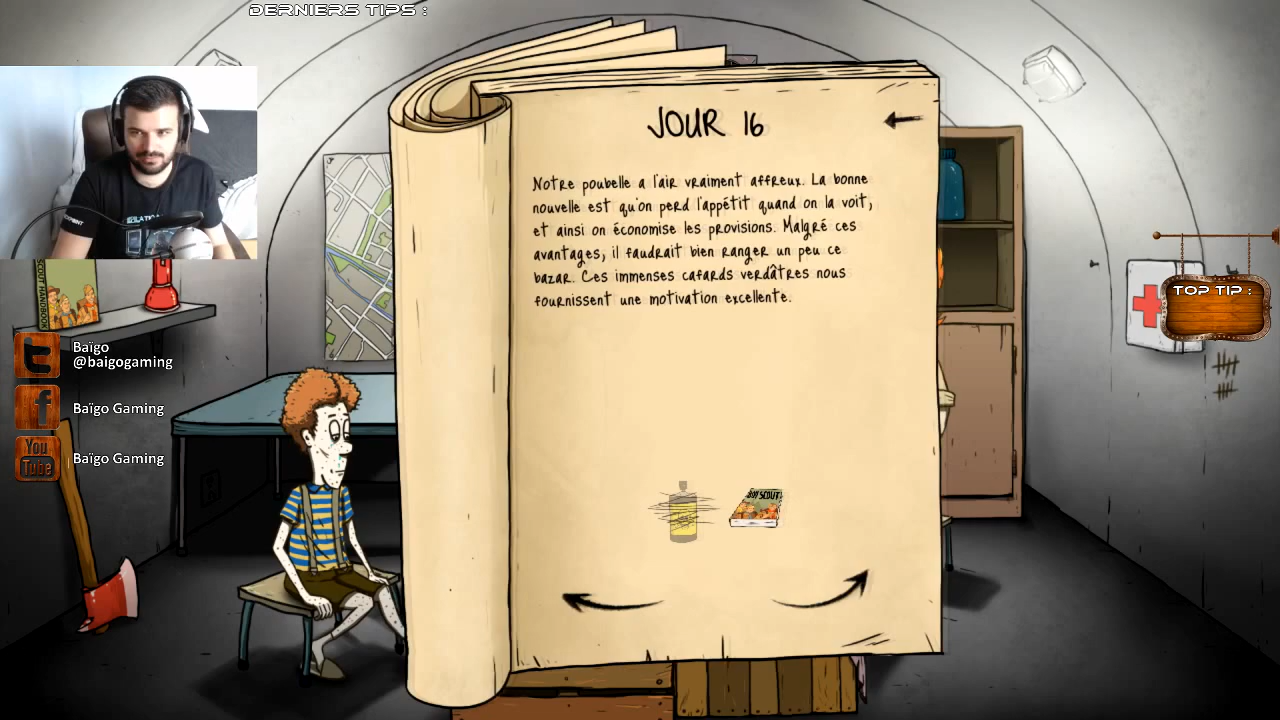 DERNIERS TIPS :
JOUR 16
Notre poubelle a l'air vraiment affreux. La bonne
nouvelle est qu'on perd l'appétit quand on la voit,
et ainsi on économise les provisions. Malgré ces
avantages, il faudrait bien ranger un peu ce
bazar. Ces immenses cafards verdâtres nous
fournissent une motivation excellente.
TOP TIP :
SCOUT HANDBOOK
Baïgo
@baigogaming
Baïgo Gaming
You
Tube
Baïgo Gaming